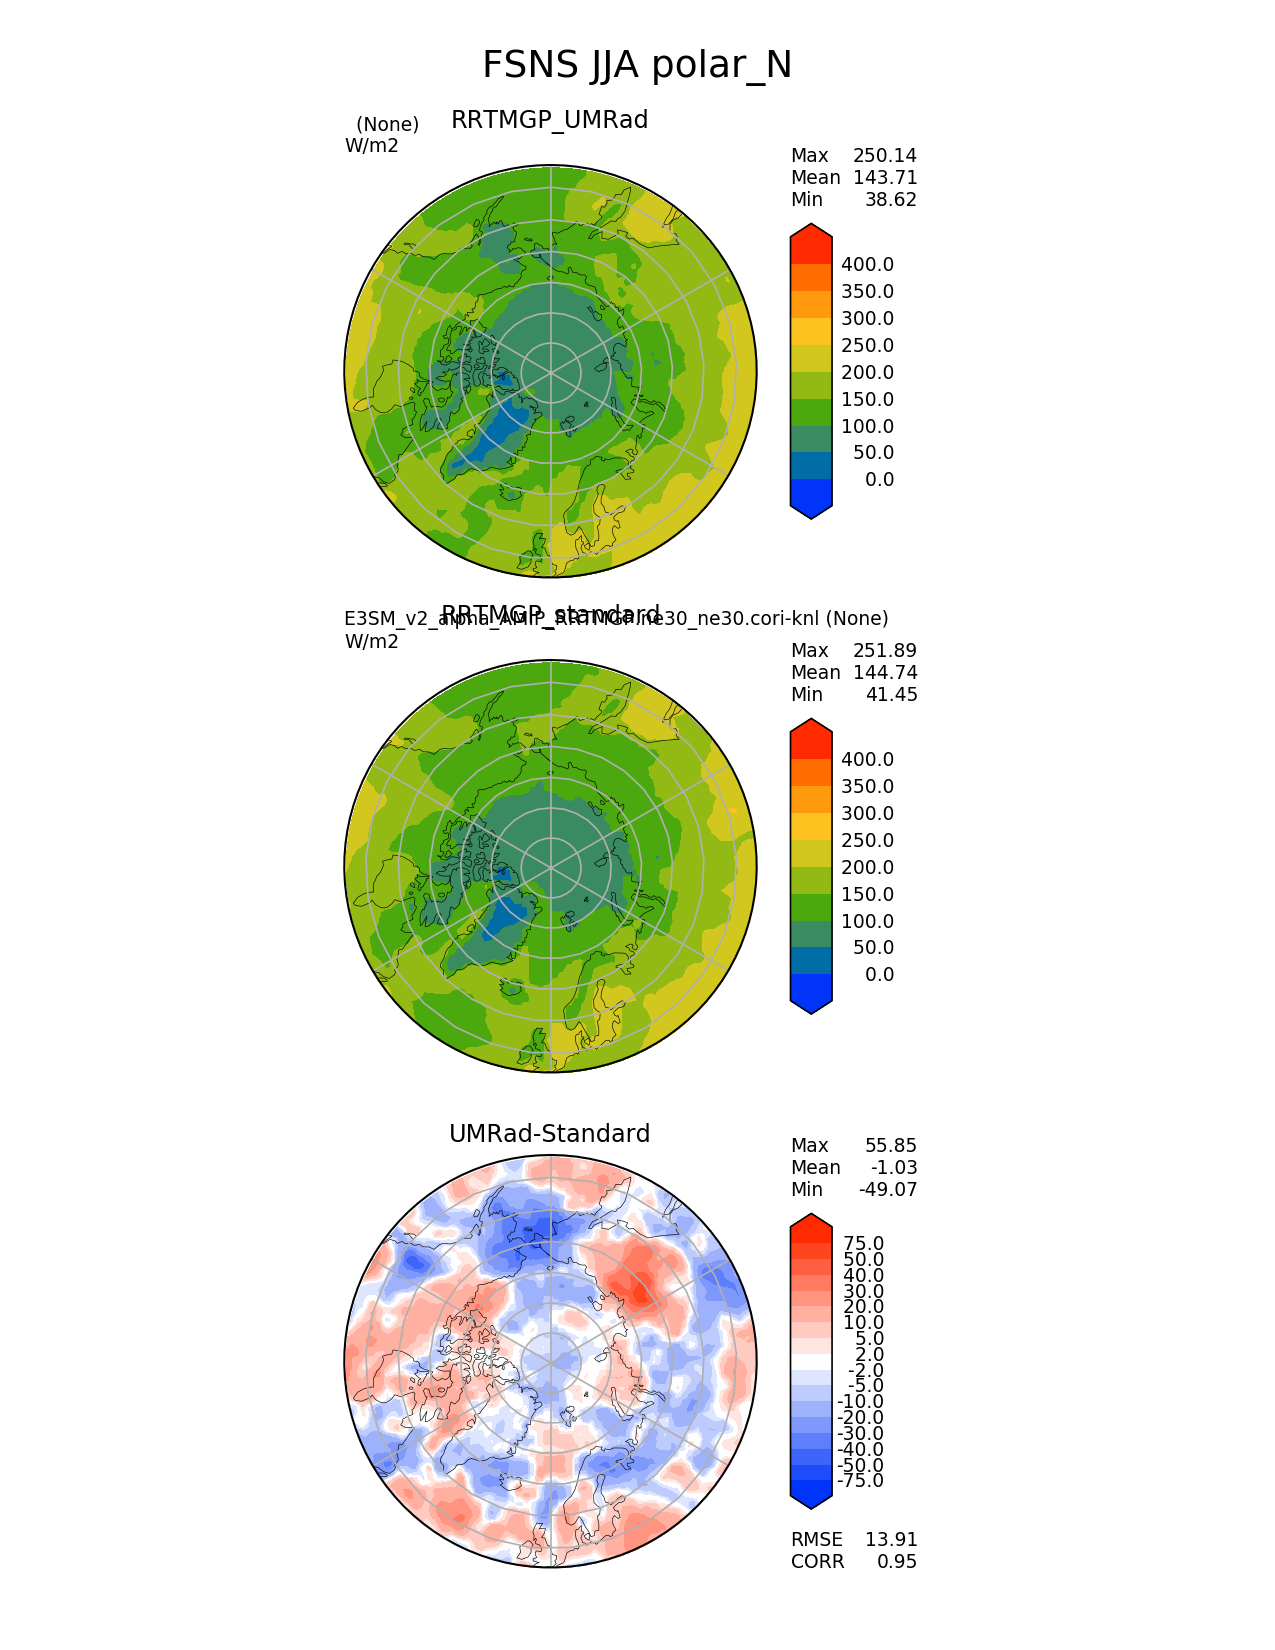 FSNS JJA polar_N
(None)
RRTMGP_UMRad
W/m2
Max 250.14
Mean 143.71
Min 38.62
400.0
350.0
300.0
250.0
200.0
150.0
100.0
50.0
0.0
RRTMGP_standard
E3SM_v2_alpha_AMIP_RRTMGP.ne30_ne30.cori-knl (None)
W/m2
Max 251.89
Mean 144.74
Min 41.45
400.0
350.0
300.0
250.0
200.0
150.0
100.0
50.0
0.0
UMRad-Standard
Max 55.85
Mean -1.03
Min -49.07
75.0
50.0
40.0
30.0
20.0
10.0
5.0
2.0
-2.0
-5.0
-10.0
-20.0
-30.0
-40.0
-50.0
-75.0
RMSE 13.91
CORR 0.95